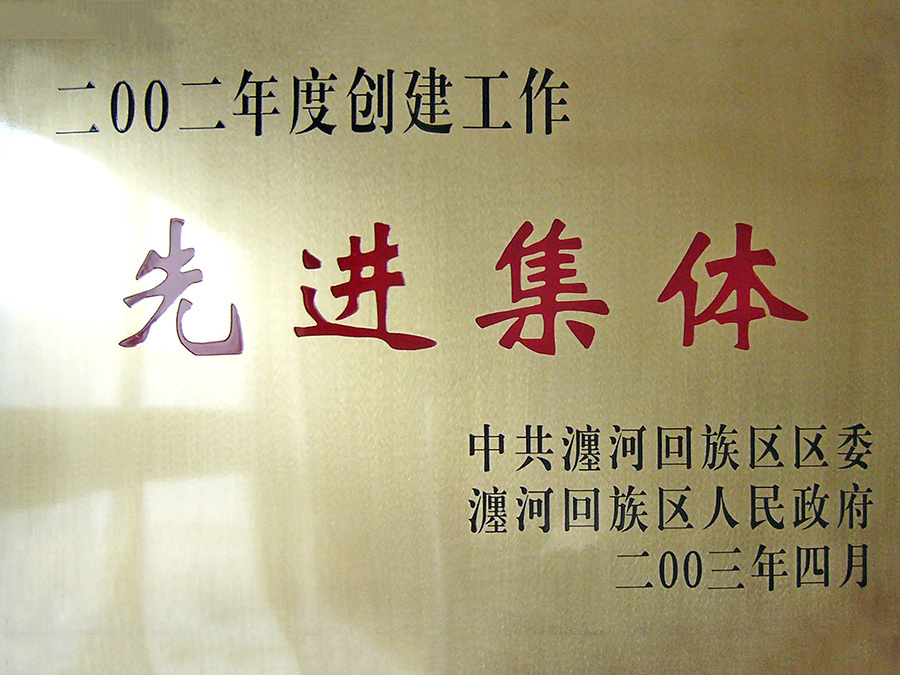 二00二年度创建工作
先进集体
中共瀍河回族区区委
瀍河回族区人民政府
二00三年四月